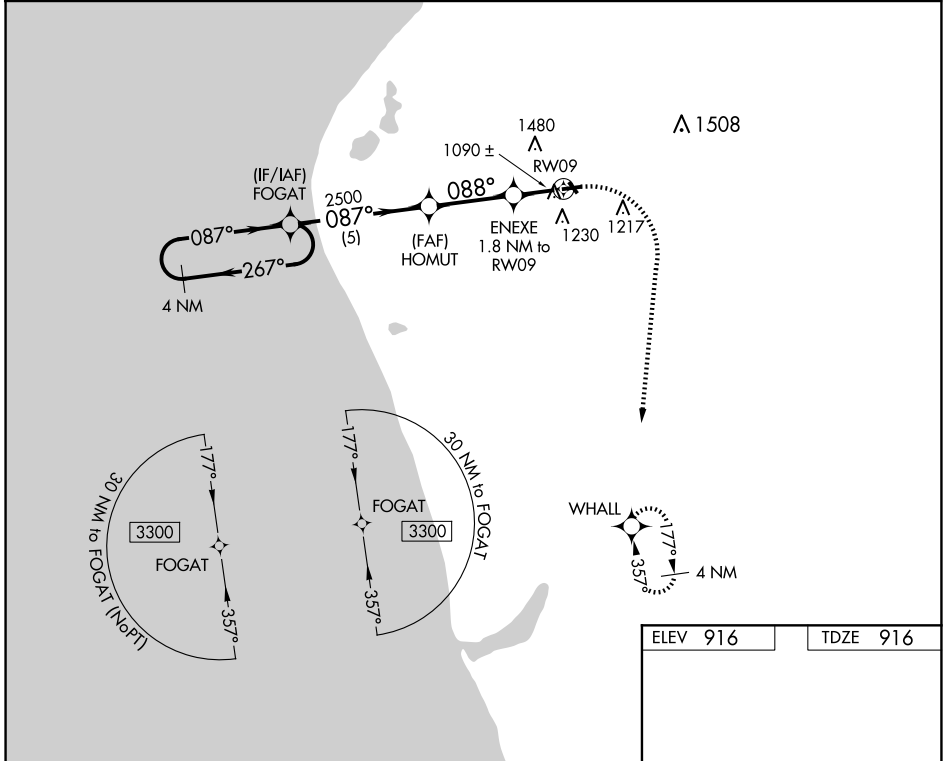 1480
1508
1090 ±
RW09
(IF/IAF)
FOGAT
2500
087°
(5)
088°
087°
267°
4 NM
(FAF)
HOMUT
ENEXE
1.8 NM to
RW09
1230
1217
177°
30 NM to FOGAT (NoPT)
3300
FOGAT
357°
177°
30 NM to FOGAT
FOGAT
3300
357°
WHALL
177°
357°
4 NM
ELEV 916
TDZE 916